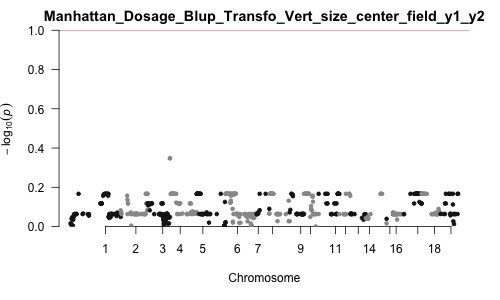 Manhattan_Dosage_Blup_Transfo_Vert_size_center_field_y1_y2
1.0
0.8
0.6
0.4
0.2
0.0
− log10(p)
1 2 3 4 5 6 7 9 11 14 16 18
Chromosome